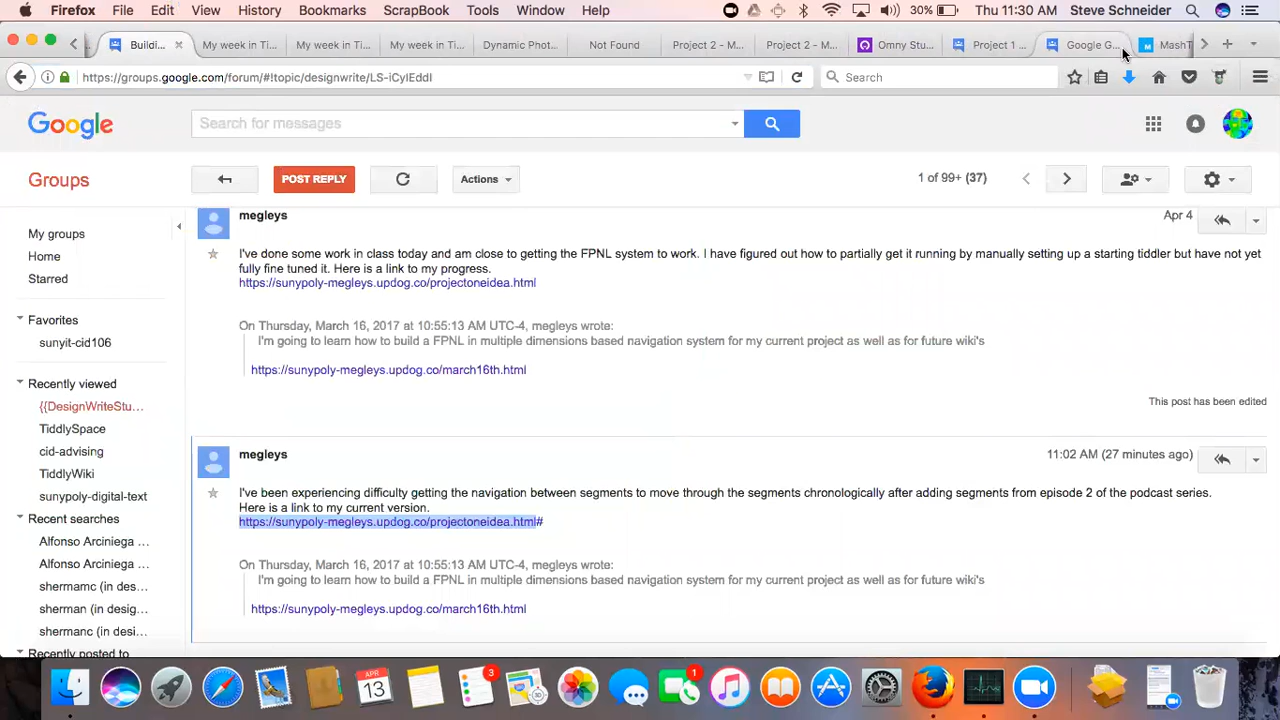 Firefox File Edit View History Bookmarks ScrapBook Tools Window Help 30% Thu 11:30 AM Steve Schneider
Buildi... My week in Ti My week in Ti My week in Ti Dynamic Phot Not Found Project 2 – M... Project 2 – M... Omny Stu... Project 1 ... Google G... MashT
https://groups.google.com/forum/#!topic/designwrite/LS-iCyIEddI Search
Google Search for messages
Groups POST REPLY Actions 1 of 99+ (37)
My groups
Home
Starred
Favorites
sunyit-cid106
Recently viewed
{{DesignWriteStu...
TiddlySpace
cid-advising
TiddlyWiki
sunypoly-digital-text
Recent searches
Alfonso Arciniega ...
Alfonso Arciniega ...
shermamc (in des...
sherman (in desig...
shermanc (in desi...
Recently posted to
megleys Apr 4
I've done some work in class today and am close to getting the FPNL system to work. I have figured out how to partially get it running by manually setting up a starting tiddler but have not yet
fully fine tuned it. Here is a link to my progress.
https://sunypoly-megleys.updog.co/projectoneidea.html
On Thursday, March 16, 2017 at 10:55:13 AM UTC-4, megleys wrote:
I'm going to learn how to build a FPNL in multiple dimensions based navigation system for my current project as well as for future wiki's
https://sunypoly-megleys.updog.co/march16th.html
This post has been edited
megleys 11:02 AM (27 minutes ago)
I've been experiencing difficulty getting the navigation between segments to move through the segments chronologically after adding segments from episode 2 of the podcast series.
Here is a link to my current version.
https://sunypoly-megleys.updog.co/projectoneidea.html#
On Thursday, March 16, 2017 at 10:55:13 AM UTC-4, megleys wrote:
I'm going to learn how to build a FPNL in multiple dimensions based navigation system for my current project as well as for future wiki's
https://sunypoly-megleys.updog.co/march16th.html
APR
13
3
30
1